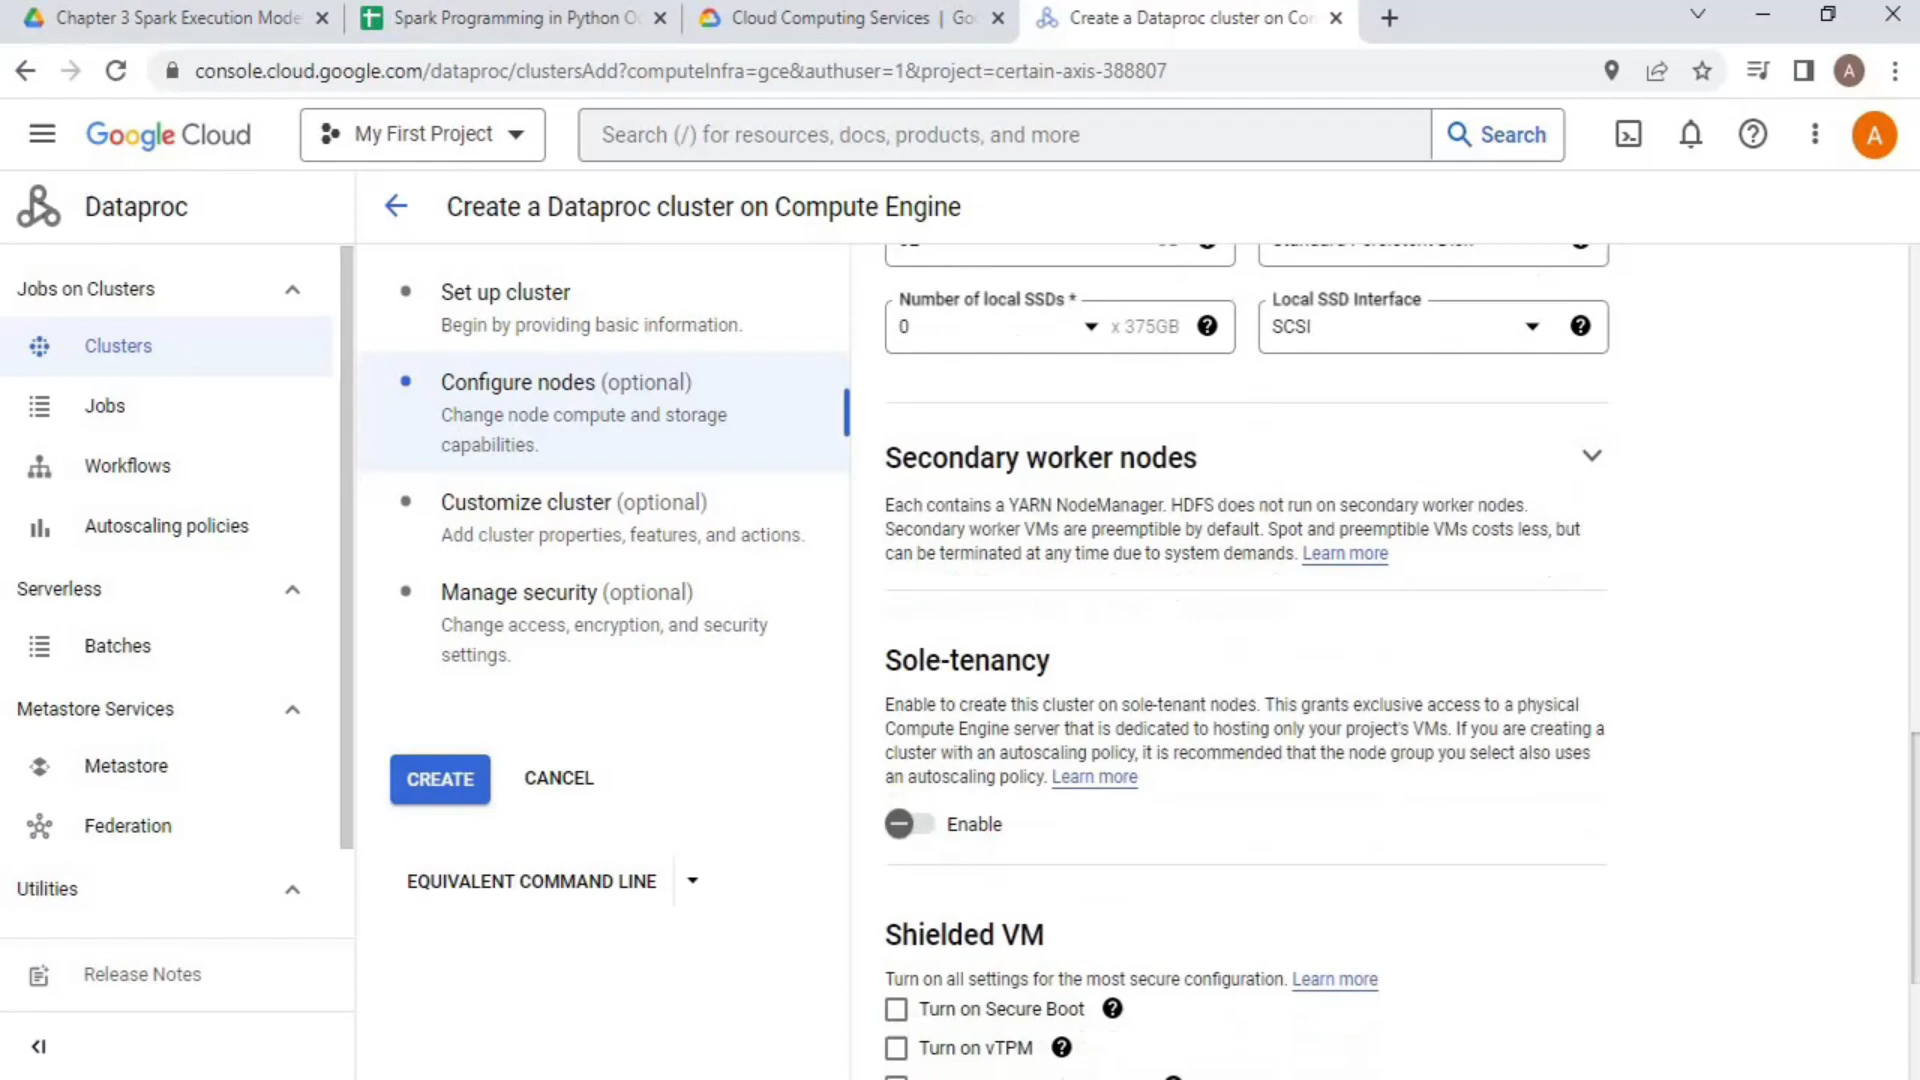 Chapter 3 Spark Execution Mode
Spark Programming in Python O
Cloud Computing Services | Go
Create a Dataproc cluster on Con
console.cloud.google.com/dataproc/clustersAdd?computeInfra=gce&authuser=1&project=certain-axis-388807
A
Google Cloud
My First Project
Search (/) for resources, docs, products, and more
Search
A
Dataproc
Create a Dataproc cluster on Compute Engine
Jobs on Clusters
Clusters
Jobs
Workflows
Autoscaling policies
Serverless
Batches
Metastore Services
Metastore
Federation
Utilities
Release Notes
Set up cluster
Begin by providing basic information.
Configure nodes (optional)
Change node compute and storage
capabilities.
Customize cluster (optional)
Add cluster properties, features, and actions.
Manage security (optional)
Change access, encryption, and security
settings.
CREATE
CANCEL
EQUIVALENT COMMAND LINE
Number of local SSDs *
0
x 375GB
Local SSD Interface
SCSI
Secondary worker nodes
Each contains a YARN NodeManager. HDFS does not run on secondary worker nodes.
Secondary worker VMs are preemptible by default. Spot and preemptible VMs costs less, but
can be terminated at any time due to system demands. Learn more
Sole-tenancy
Enable to create this cluster on sole-tenant nodes. This grants exclusive access to a physical
Compute Engine server that is dedicated to hosting only your project's VMs. If you are creating a
cluster with an autoscaling policy, it is recommended that the node group you select also uses
an autoscaling policy. Learn more
Enable
Shielded VM
Turn on all settings for the most secure configuration. Learn more
Turn on Secure Boot
Turn on vTPM